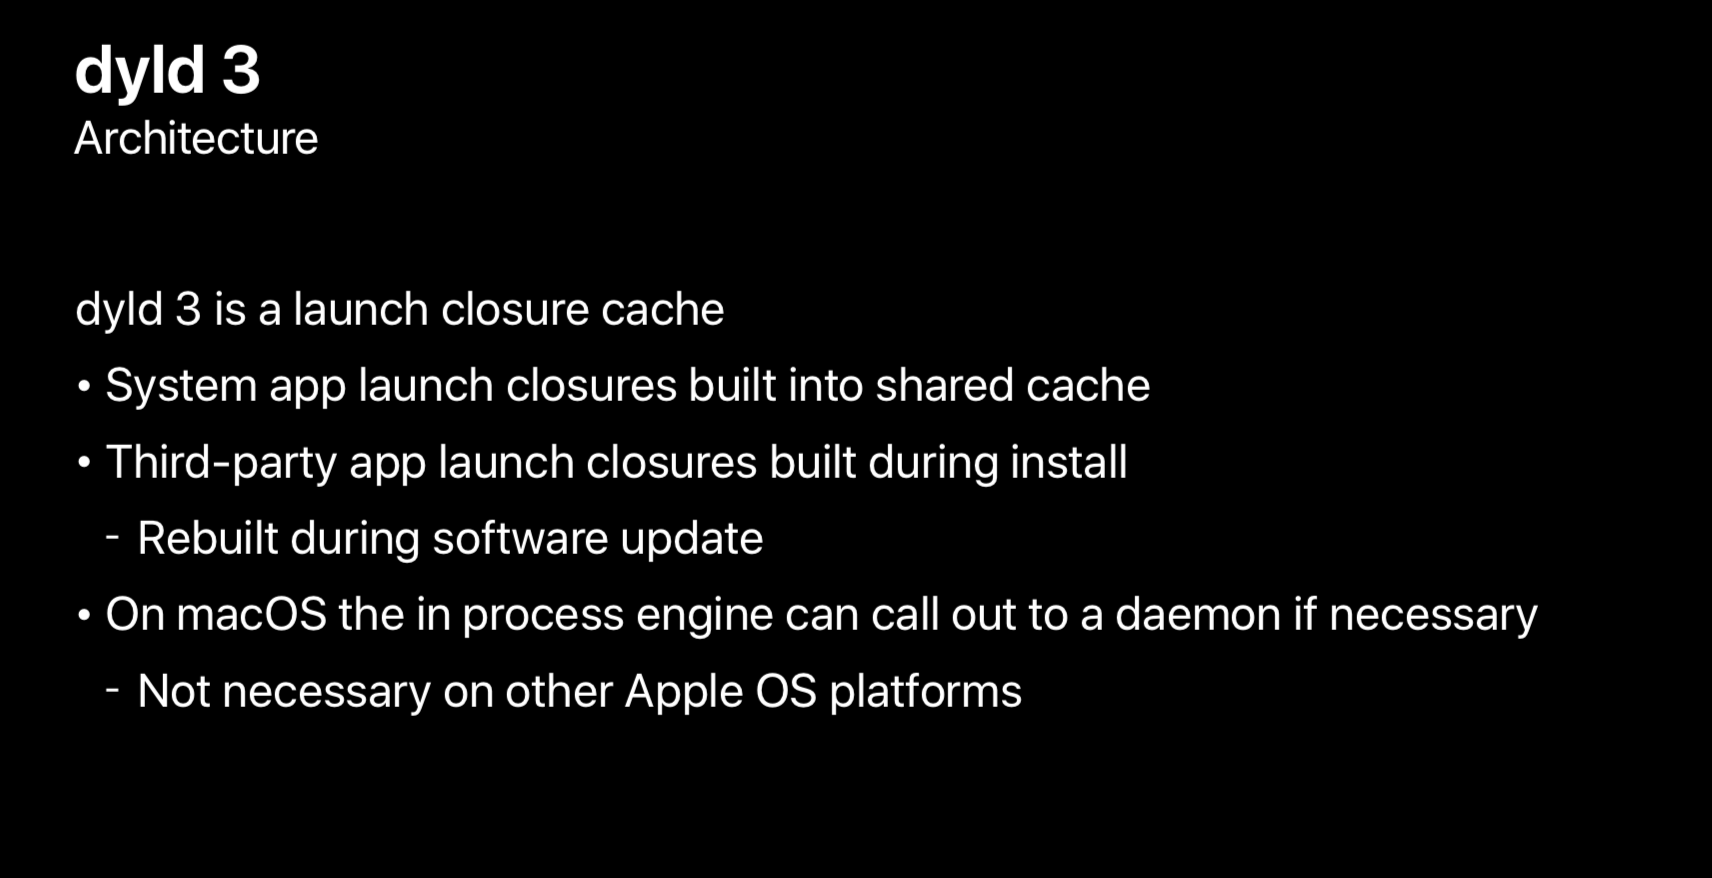 dyld 3
Architecture
dyld 3 is a launch closure cache
• System app launch closures built into shared cache
• Third-party app launch closures built during install
- Rebuilt during software update
• On macOS the in process engine can call out to a daemon if necessary
- Not necessary on other Apple OS platforms